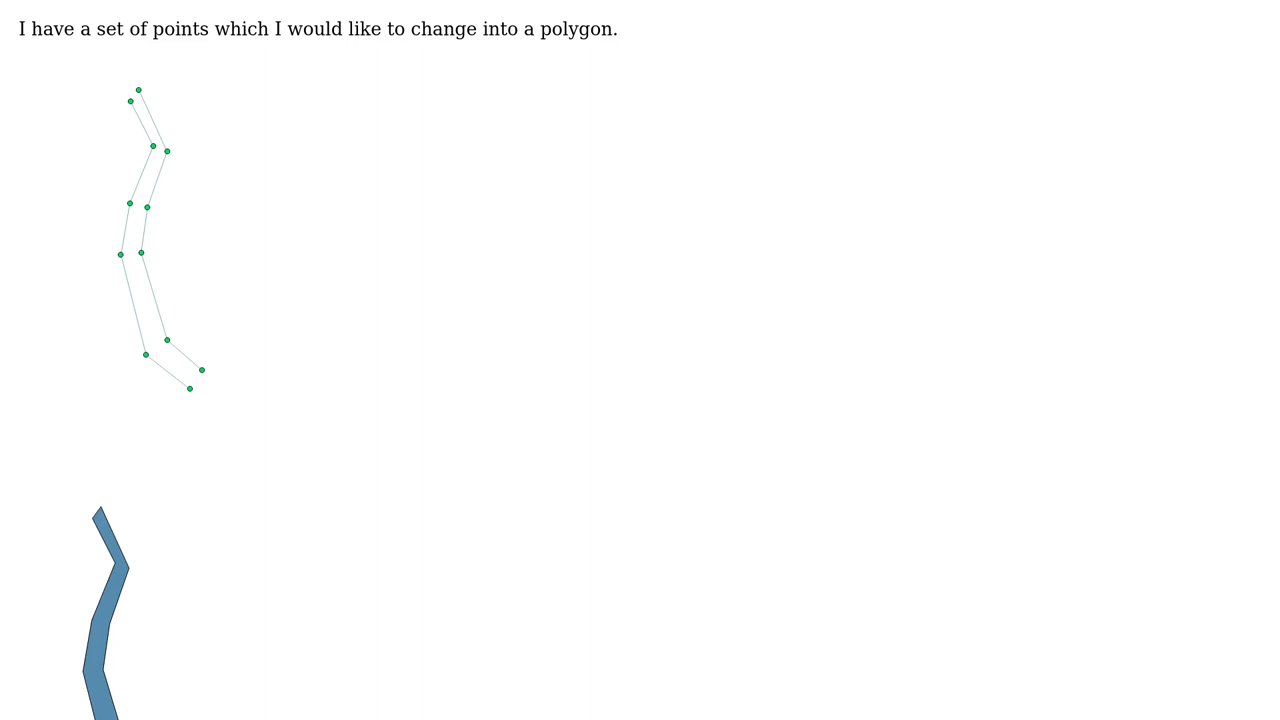 I have a set of points which I would like to change into a polygon.